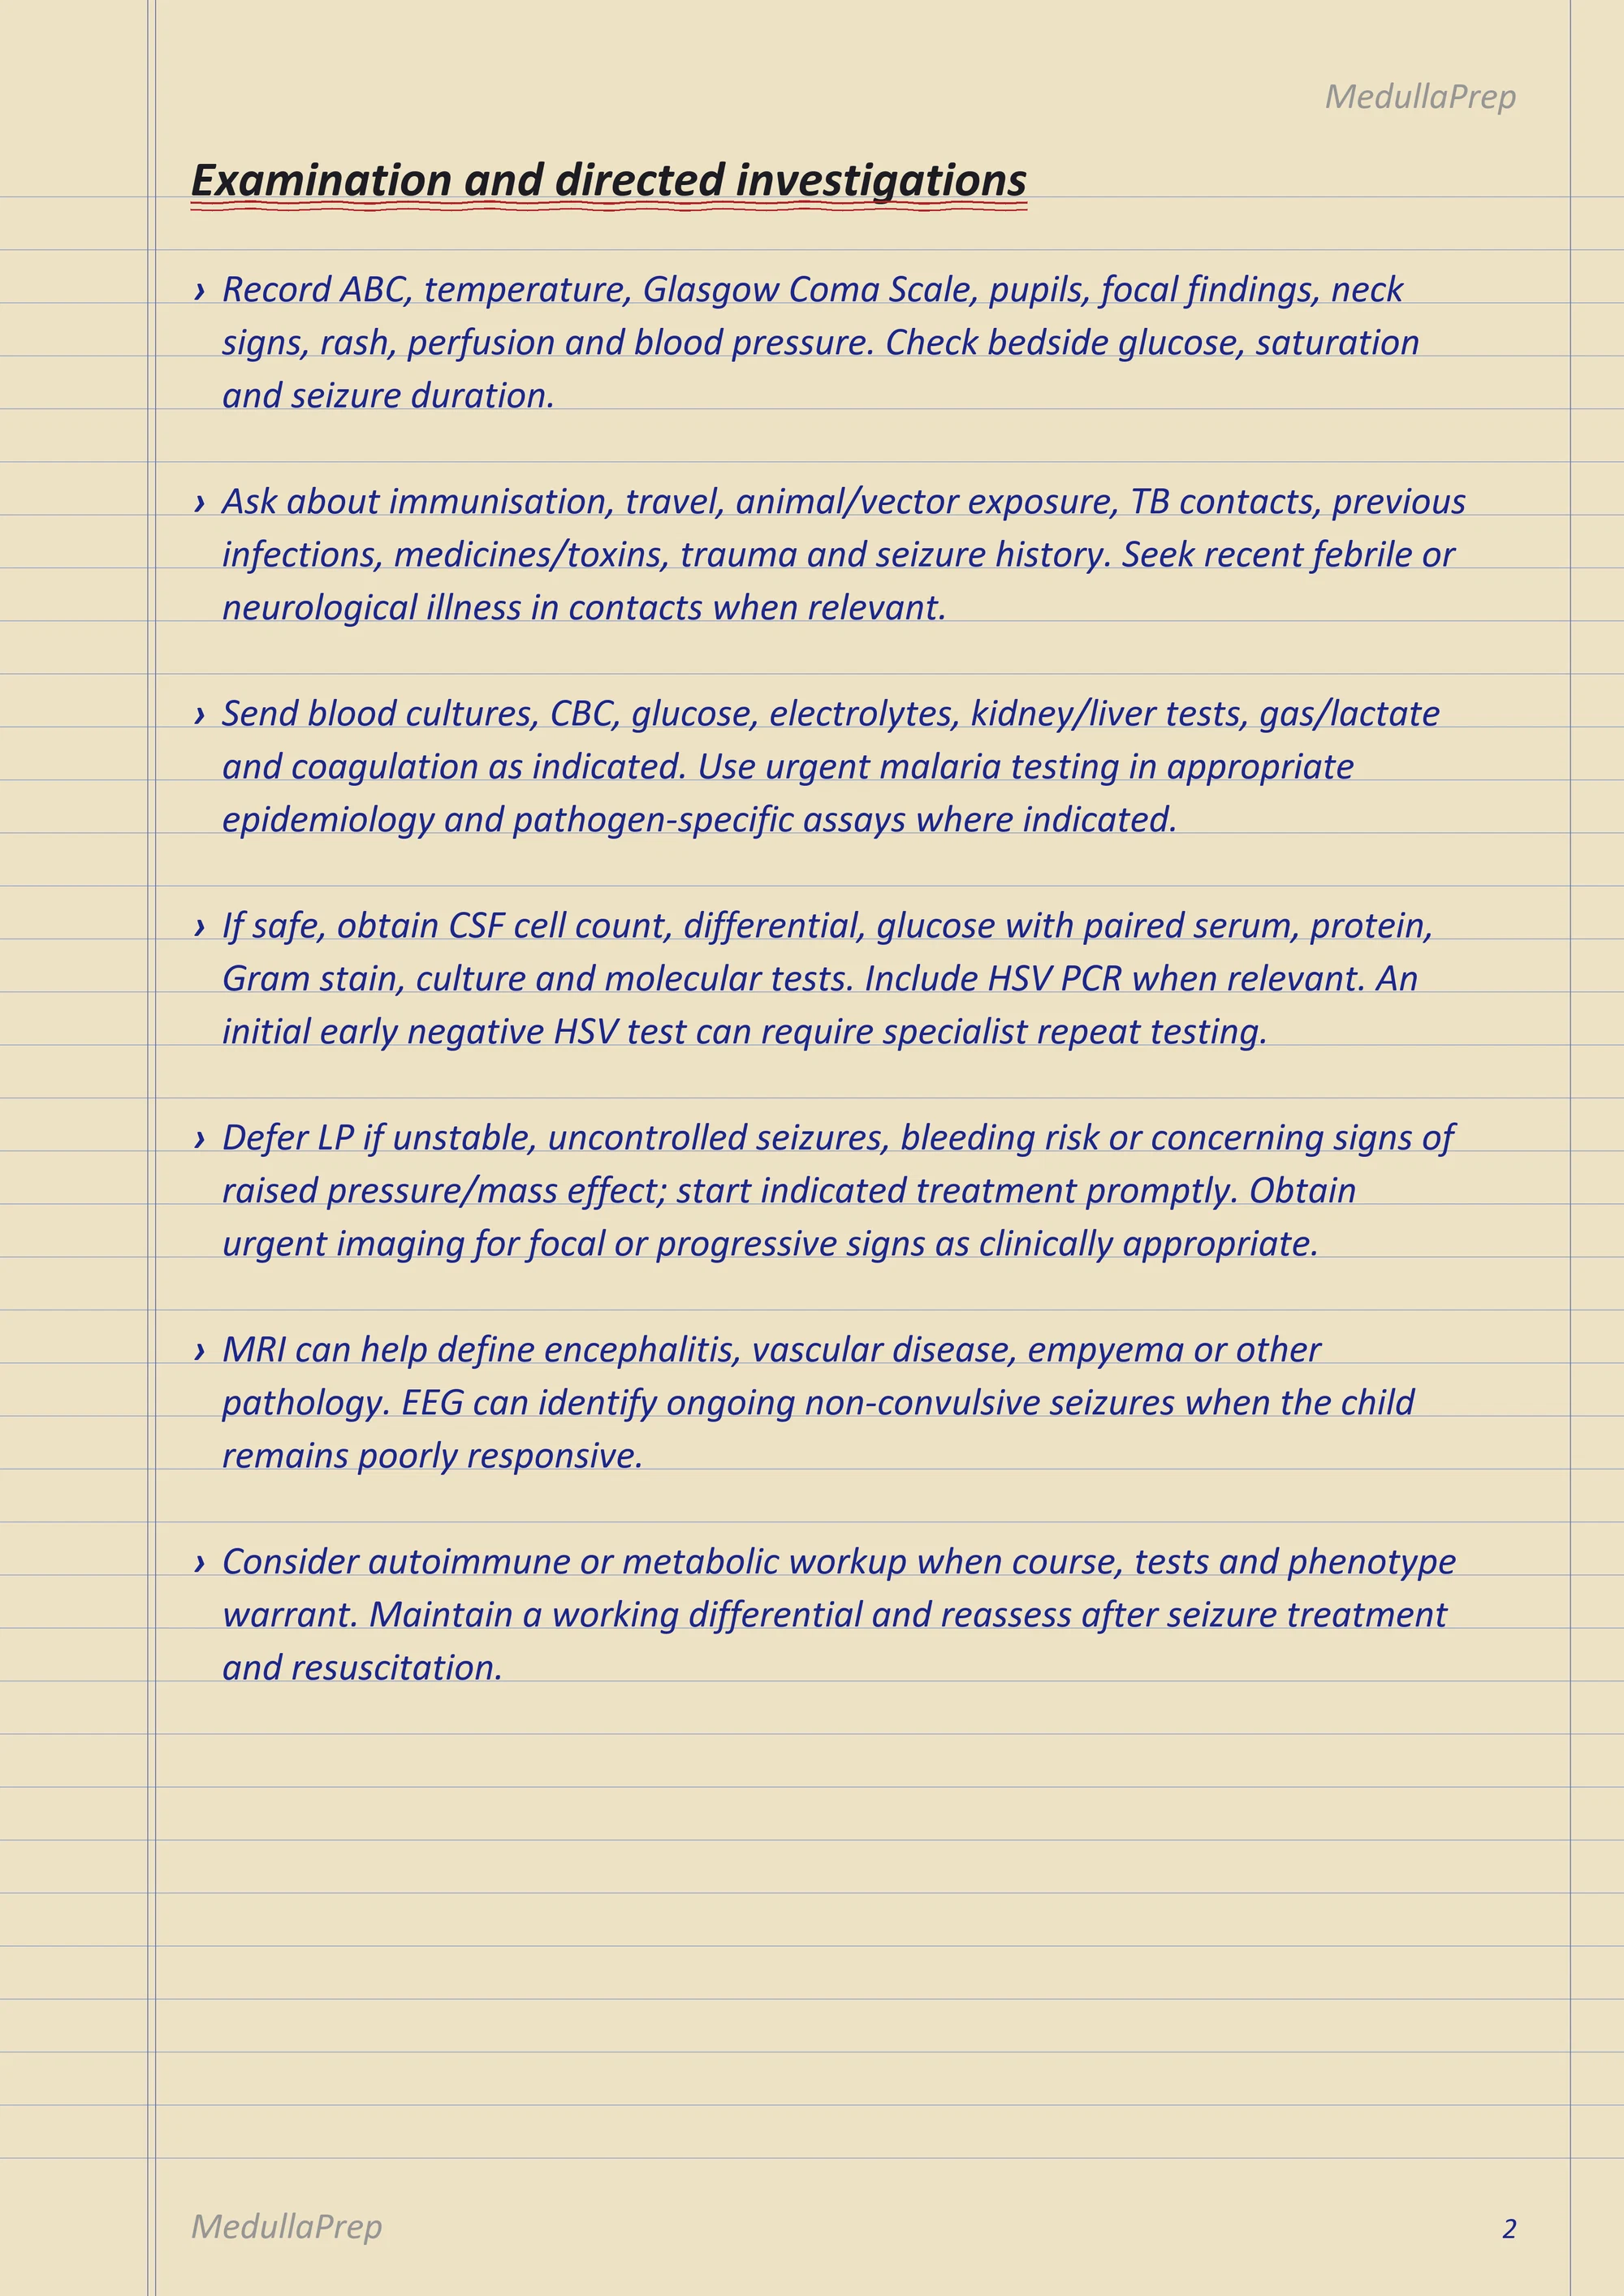 MedullaPrep
Examination and directed investigations
› Record ABC, temperature, Glasgow Coma Scale, pupils, focal findings, neck
signs, rash, perfusion and blood pressure. Check bedside glucose, saturation
and seizure duration.
› Ask about immunisation, travel, animal/vector exposure, TB contacts, previous
infections, medicines/toxins, trauma and seizure history. Seek recent febrile or
neurological illness in contacts when relevant.
› Send blood cultures, CBC, glucose, electrolytes, kidney/liver tests, gas/lactate
and coagulation as indicated. Use urgent malaria testing in appropriate
epidemiology and pathogen-specific assays where indicated.
› If safe, obtain CSF cell count, differential, glucose with paired serum, protein,
Gram stain, culture and molecular tests. Include HSV PCR when relevant. An
initial early negative HSV test can require specialist repeat testing.
› Defer LP if unstable, uncontrolled seizures, bleeding risk or concerning signs of
raised pressure/mass effect; start indicated treatment promptly. Obtain
urgent imaging for focal or progressive signs as clinically appropriate.
› MRI can help define encephalitis, vascular disease, empyema or other
pathology. EEG can identify ongoing non-convulsive seizures when the child
remains poorly responsive.
› Consider autoimmune or metabolic workup when course, tests and phenotype
warrant. Maintain a working differential and reassess after seizure treatment
and resuscitation.
MedullaPrep
2